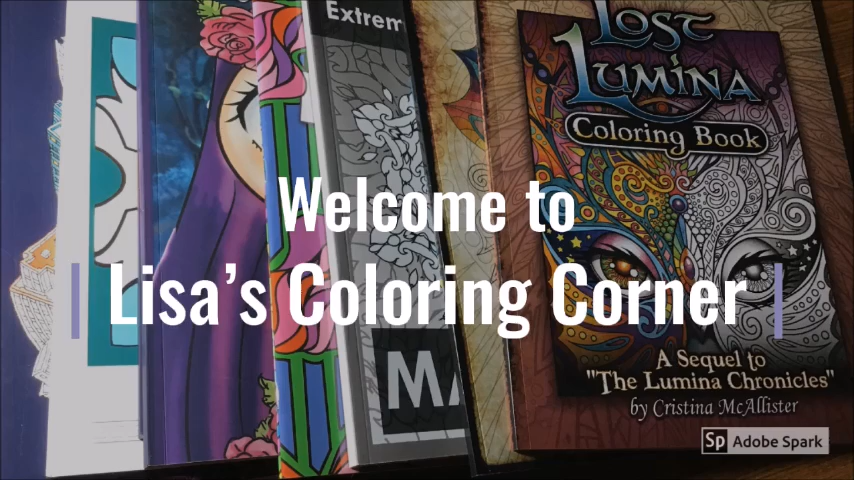 Extrem
Lost
Lumina
Coloring Book
Welcome to
Lisa’s Coloring Corner
MA
A Sequel to
"The Lumina Chronicles"
by Cristina McAllister
Sp Adobe Spark